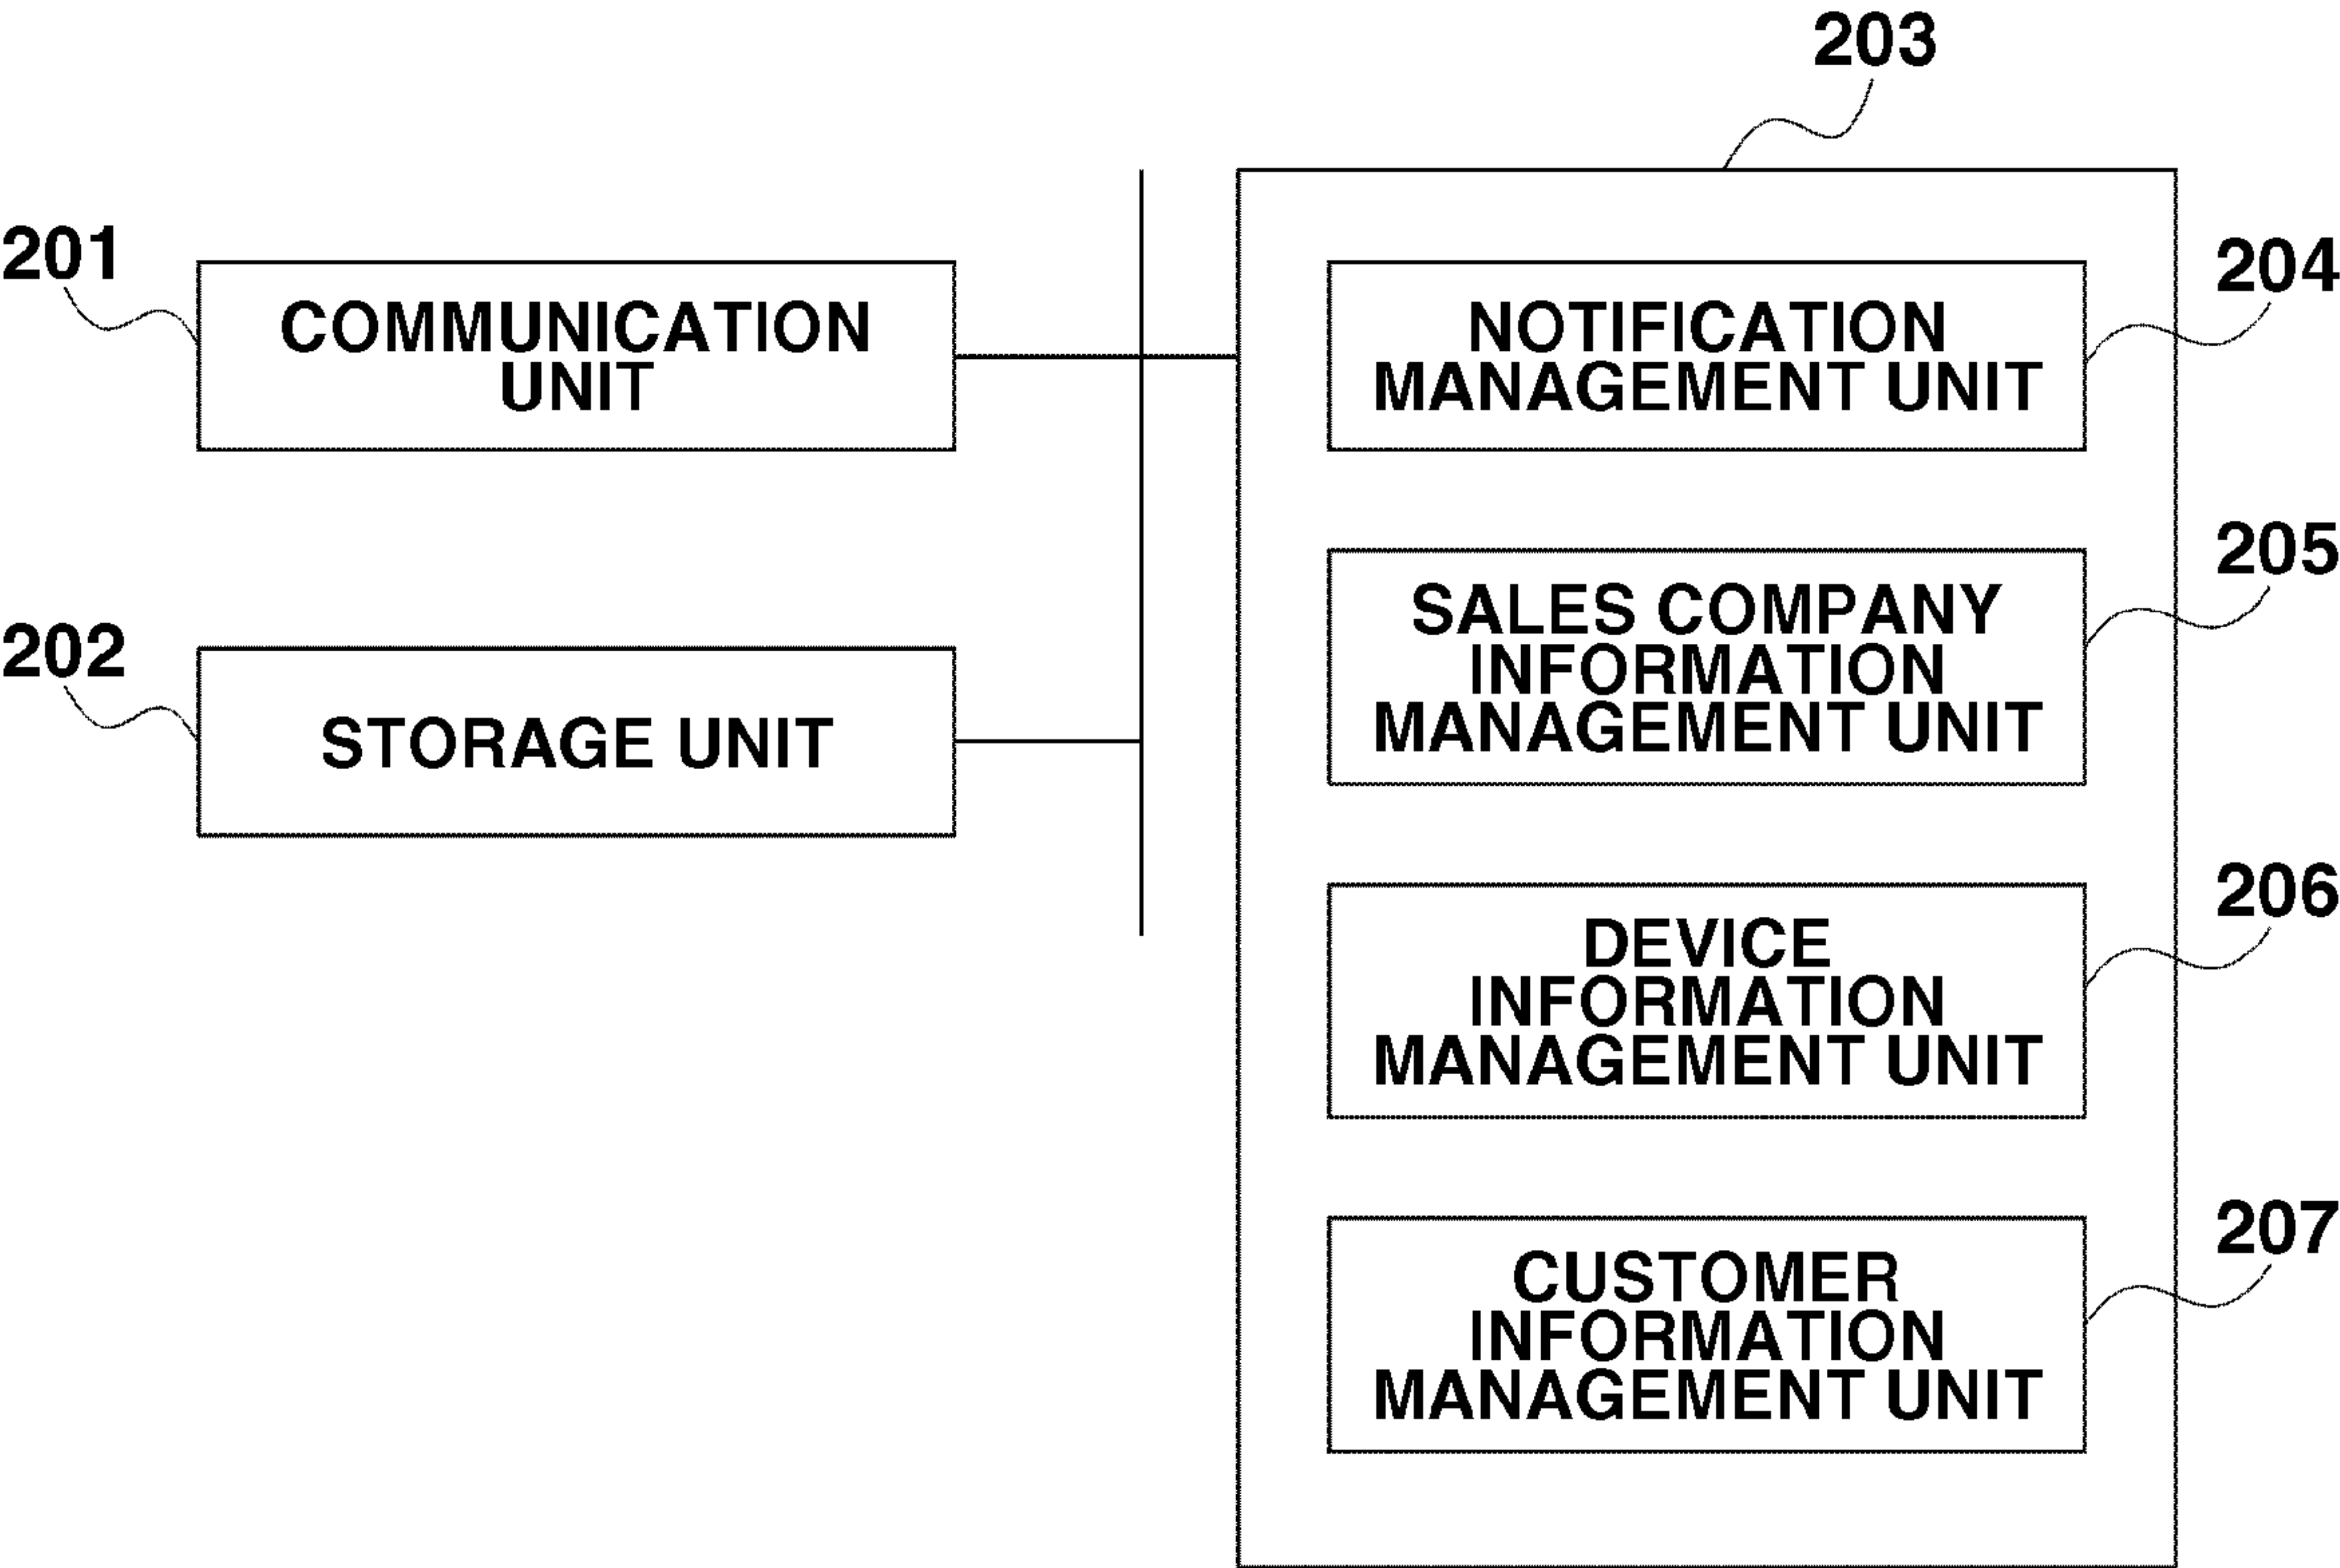 203
201
COMMUNICATION
UNIT
204
NOTIFICATION
MANAGEMENT UNIT
205
SALES COMPANY
INFORMATION
MANAGEMENT UNIT
202
STORAGE UNIT
206
DEVICE
INFORMATION
MANAGEMENT UNIT
207
CUSTOMER
INFORMATION
MANAGEMENT UNIT